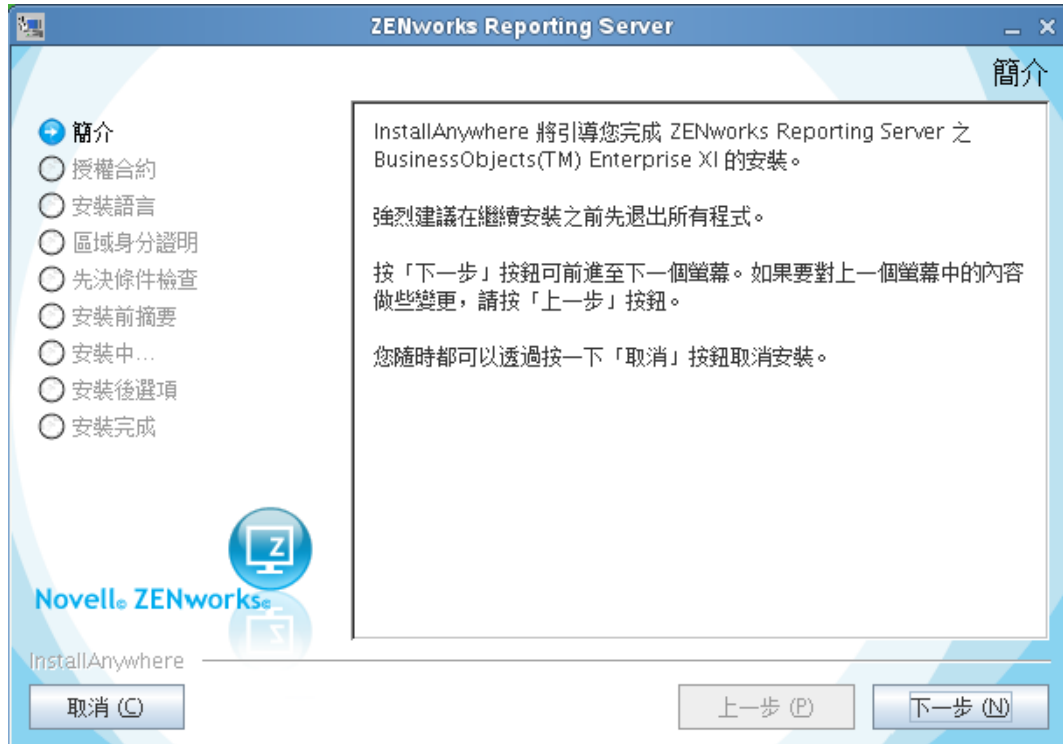 ZENworks Reporting Server
簡介
簡介
授權合約
安裝語言
區域身分證明
先決條件檢查
安裝前摘要
安裝中...
安裝後選項
安裝完成
InstallAnywhere 將引導您完成 ZENworks Reporting Server 之
BusinessObjects(TM) Enterprise XI 的安裝。
強烈建議在繼續安裝之前先退出所有程式。
按「下一步」按鈕可前進至下一個螢幕。如果要對上一個螢幕中的內容
做些變更，請按「上一步」按鈕。
您隨時都可以透過按一下「取消」按鈕取消安裝。
Z
Novell® ZENworks®
InstallAnywhere
取消 (C)
上一步 (P)
下一步 (N)